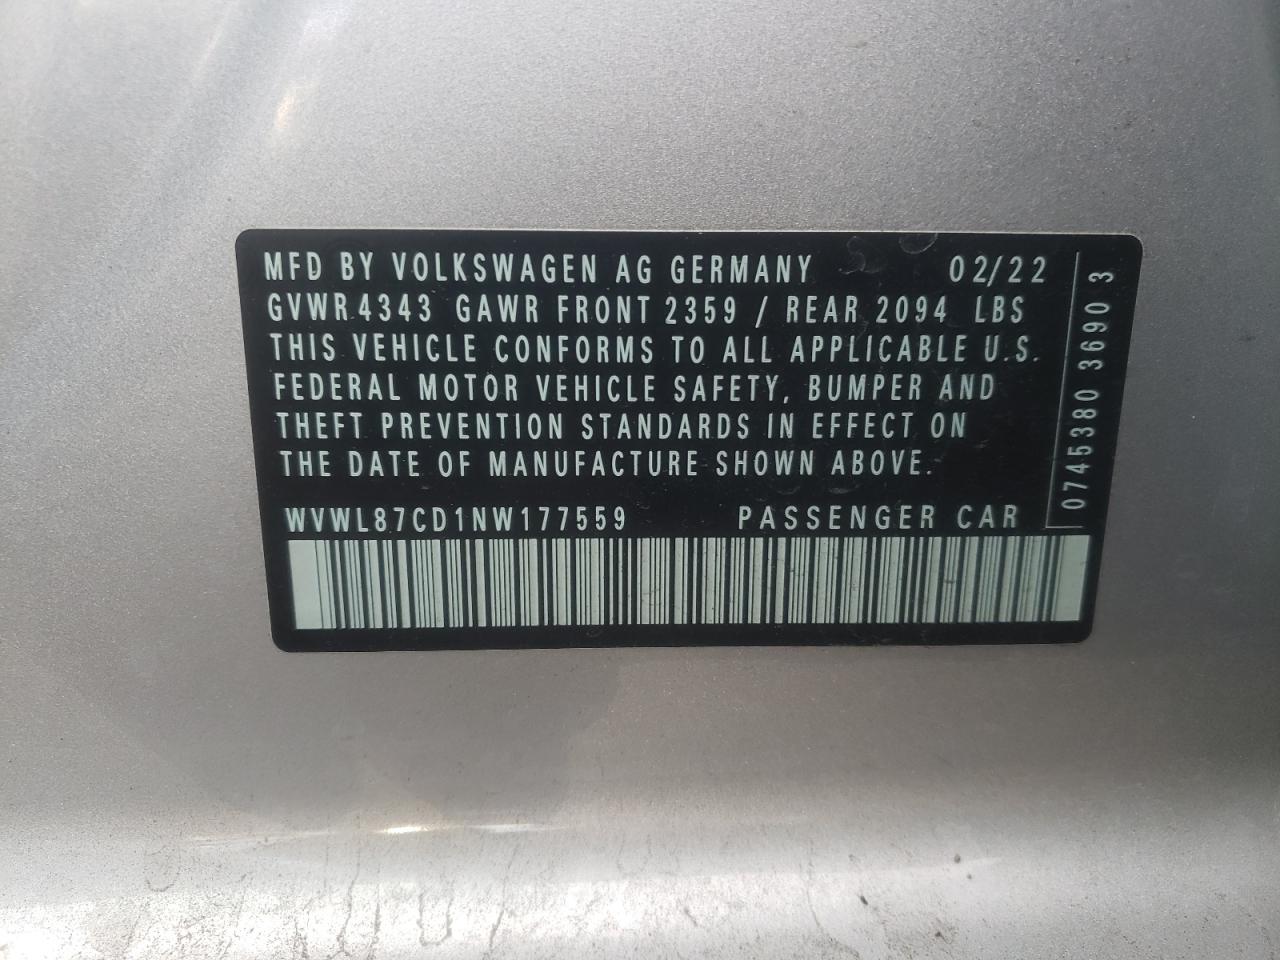 MFD BY VOLKSWAGEN AG GERMANY 02/22
GVWR 4343 GAWR FRONT 2359 / REAR 2094 LBS
THIS VEHICLE CONFORMS TO ALL APPLICABLE U.S.
FEDERAL MOTOR VEHICLE SAFETY, BUMPER AND
THEFT PREVENTION STANDARDS IN EFFECT ON
THE DATE OF MANUFACTURE SHOWN ABOVE.
WVWL87CD1NW177559 PASSENGER CAR
0745380 3690 3